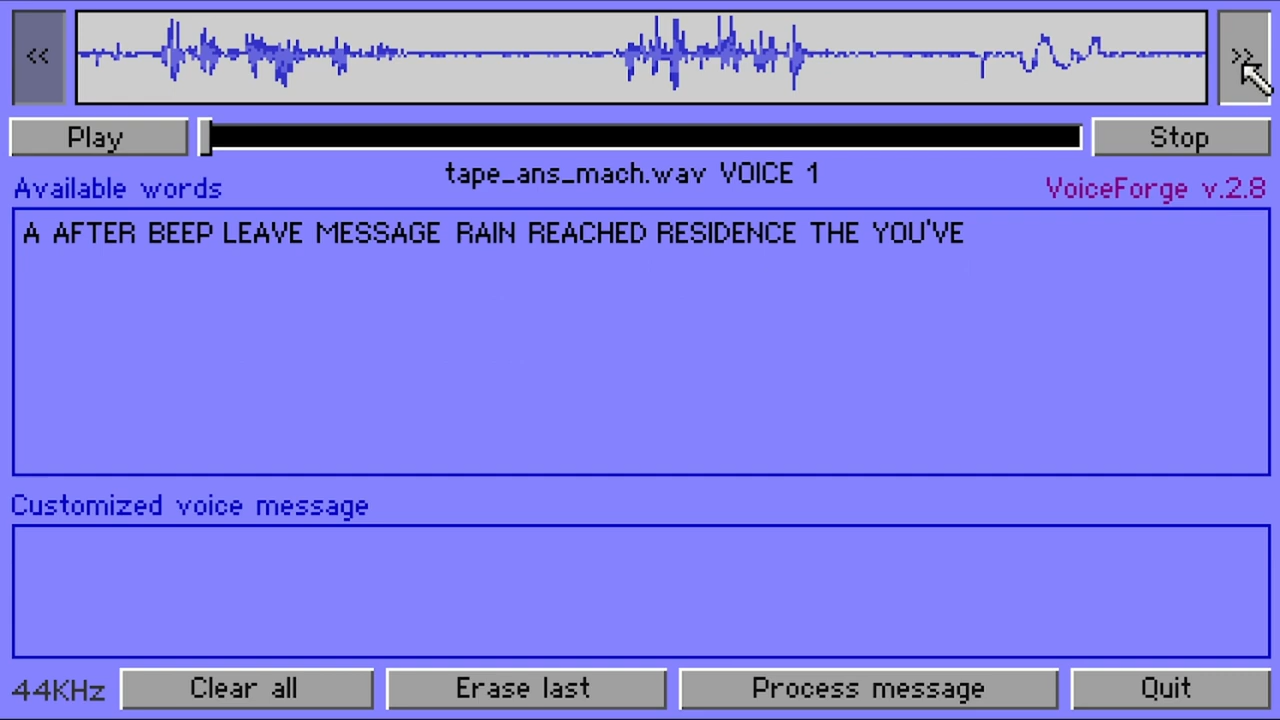 << >>
Play Stop
tape_ans_mach.wav VOICE 1
Available words VoiceForge v.2.8
A AFTER BEEP LEAVE MESSAGE RAIN REACHED RESIDENCE THE YOU'VE
Customized voice message
44KHz Clear all Erase last Process message Quit